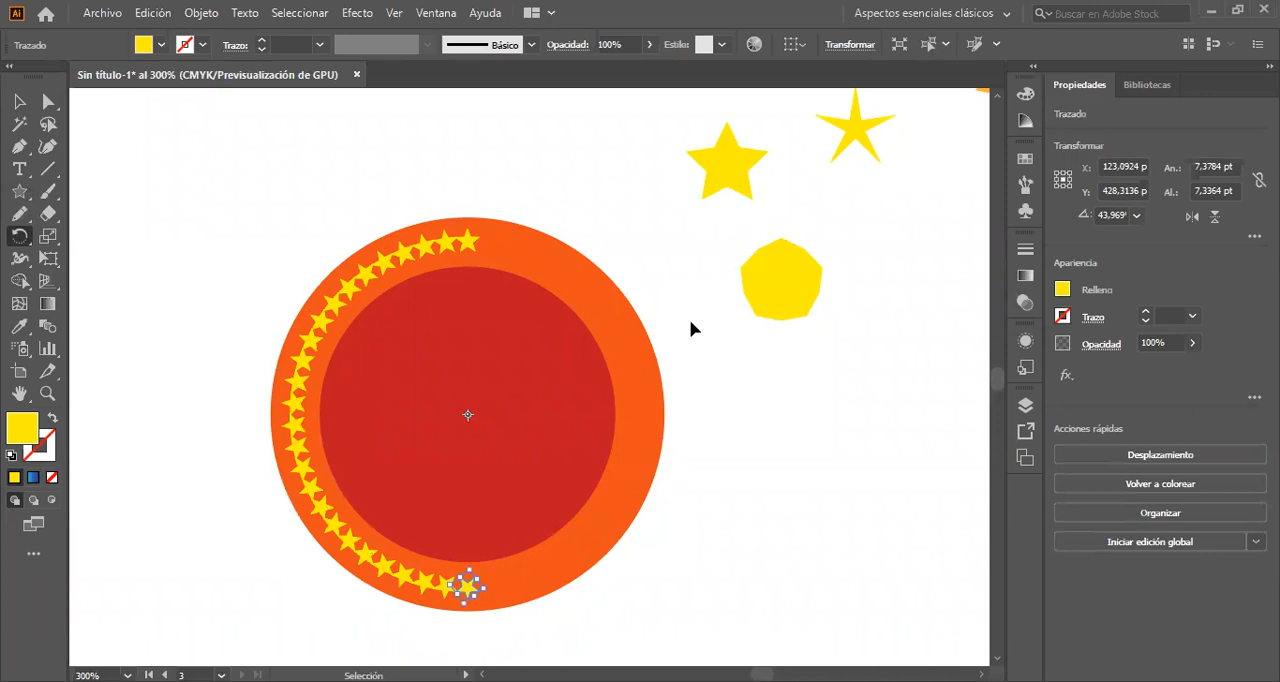 Ai Archivo Edición Objeto Texto Seleccionar Efecto Ver Ventana Ayuda Aspectos esenciales clásicos Buscar en Adobe Stock
Trazado Trazo: Básico Opacidad: 100% Estilo: Transformar
Sin título-1* al 300% (CMYK/Previsualización de GPU) ×
Propiedades Bibliotecas
Trazado
Transformar
X: 123,0924 p An.: 7,3784 pt
Y: 428,3136 p Al.: 7,3364 pt
43,969°
Apariencia
Relleno
Trazo
Opacidad 100%
fx.
Acciones rápidas
Desplazamiento
Volver a colorear
Organizar
Iniciar edición global
300% 3 Selección